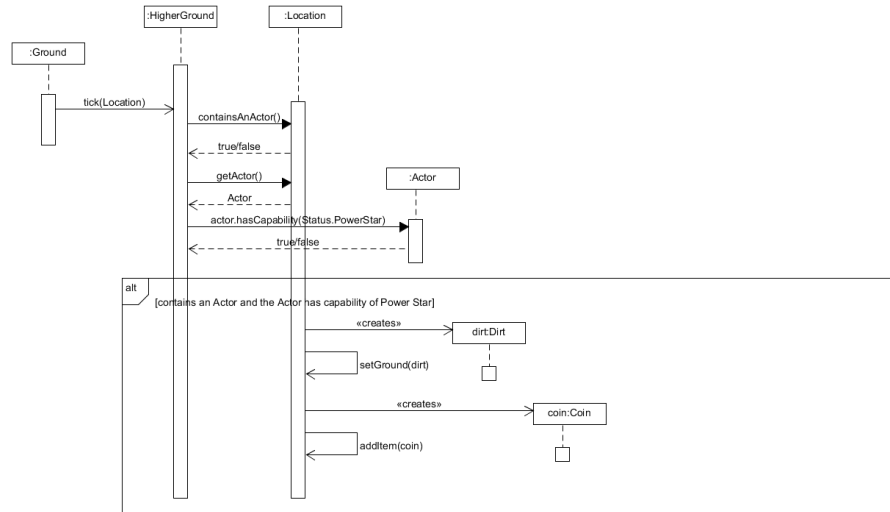 :HigherGround
:Location
:Ground
tick(Location)
containsAnActor()
true/false
getActor()
:Actor
Actor
actor.hasCapability(Status.PowerStar)
true/false
alt
[contains an Actor and the Actor has capability of Power Star]
«creates»
dirt:Dirt
setGround(dirt)
«creates»
coin:Coin
addItem(coin)